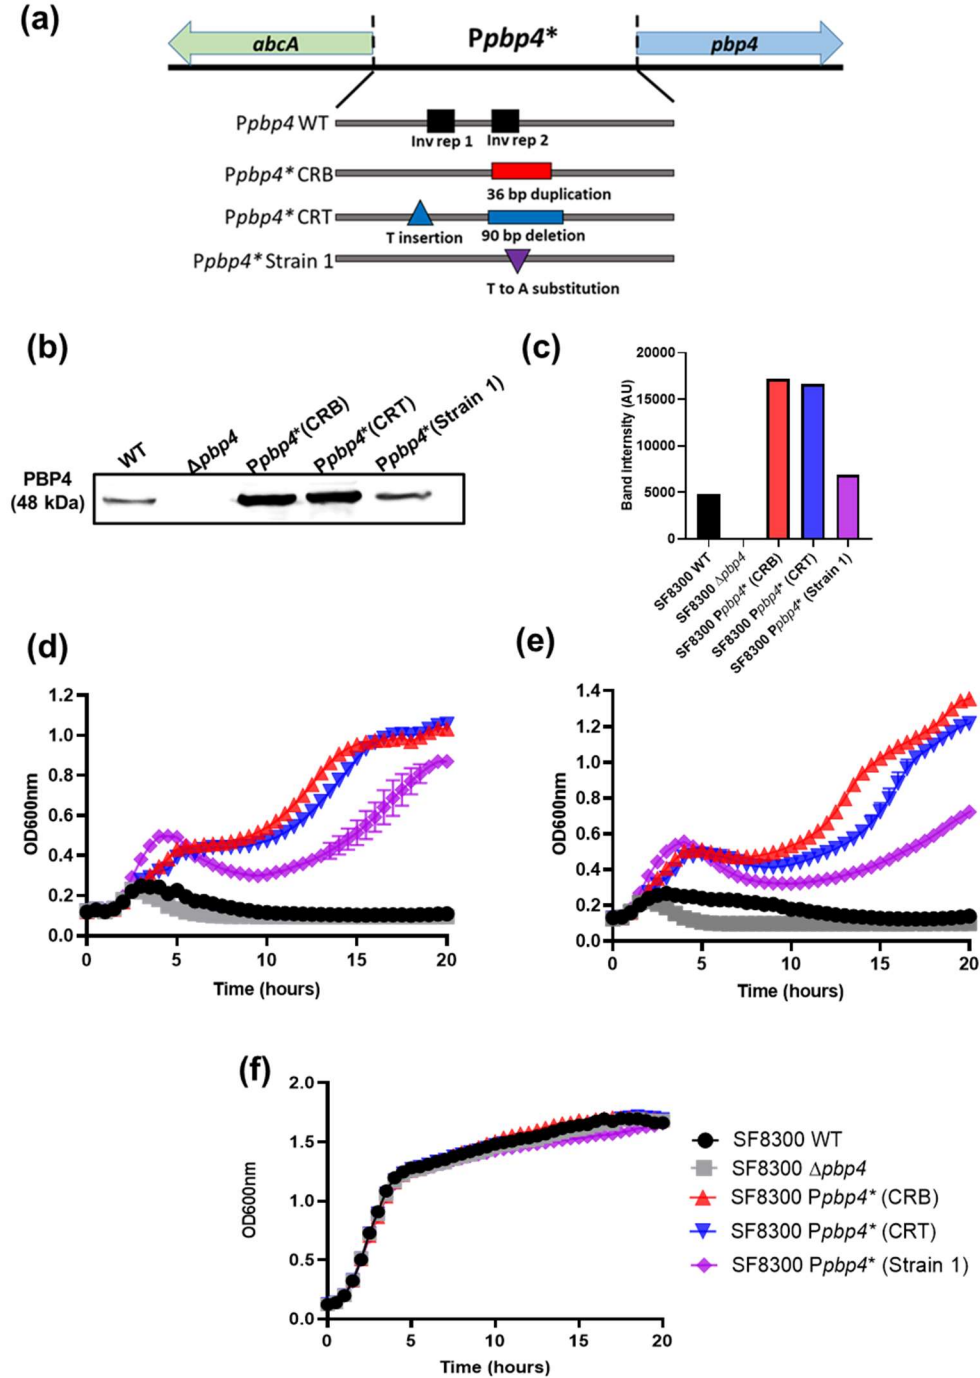 (a)
abcA
Ppbp4*
pbp4
Ppbp4 WT
Inv rep 1
Inv rep 2
Ppbp4* CRB
36 bp duplication
Ppbp4* CRT
T insertion
90 bp deletion
Ppbp4* Strain 1
T to A substitution
(b)
WT
Δpbp4
Ppbp4*(CRB)
Ppbp4*(CRT)
Ppbp4*(Strain 1)
PBP4
(48 kDa)
(c)
Band internsity (AU)
20000
15000
10000
5000
0
SF8300 WT
SF8300 Δpbp4
SF8300 Ppbp4* (CRB)
SF8300 Ppbp4* (CRT)
SF8300 Ppbp4* (Strain 1)
(d)
OD600nm
1.2
1.0
0.8
0.6
0.4
0.2
0.0
0 5 10 15 20
Time (hours)
(e)
OD600nm
1.4
1.2
1.0
0.8
0.6
0.4
0.2
0.0
0 5 10 15 20
Time (hours)
(f)
OD600nm
2.0
1.5
1.0
0.5
0.0
0 5 10 15 20
Time (hours)
SF8300 WT
SF8300 Δpbp4
SF8300 Ppbp4* (CRB)
SF8300 Ppbp4* (CRT)
SF8300 Ppbp4* (Strain 1)